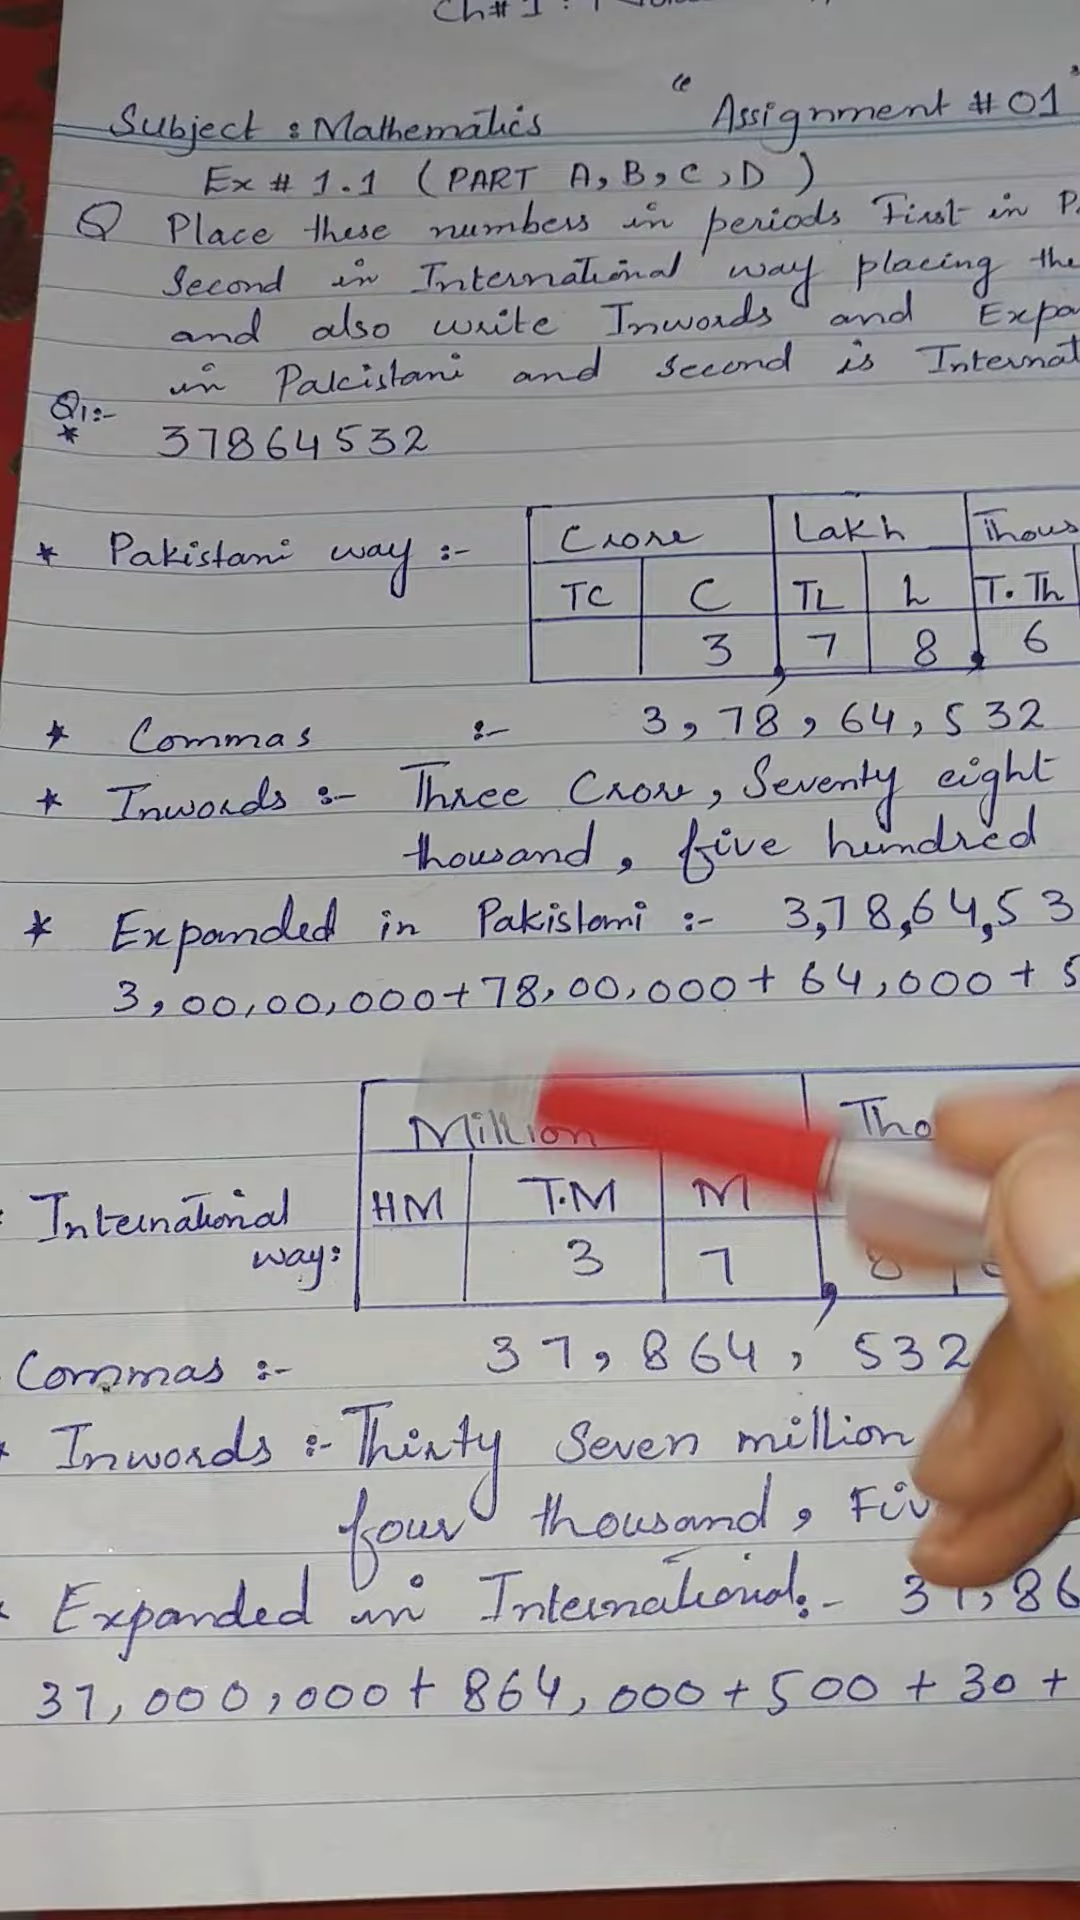 Ch#1:
" Assignment #01"
Subject : Mathematics
Ex # 1.1 (PART A, B, C, D)
Q Place these numbers in periods First in
Second in International way placing the
and also write Inwords and
in Pakistani and second is
Q1:-
* 37864532
* Pakistani way :-
Crore Lakh
TC C TL L T.Th
3, 7 8, 6
* Commas :- 3, 78, 64, 532
* Inwords :- Three Crore, Seventy eight
thousand, five hundred
* Expanded in Pakistani :- 3,78,64,53
3,00,00,000+78,00,000+64,000+5
Million
HM T.M M
International
way:
3 7, 8
Commas :- 37, 864, 532
Inwords :- Thirty Seven million
four thousand,
Expanded in International:- 37,86
37,000,000+864,000+500+30+